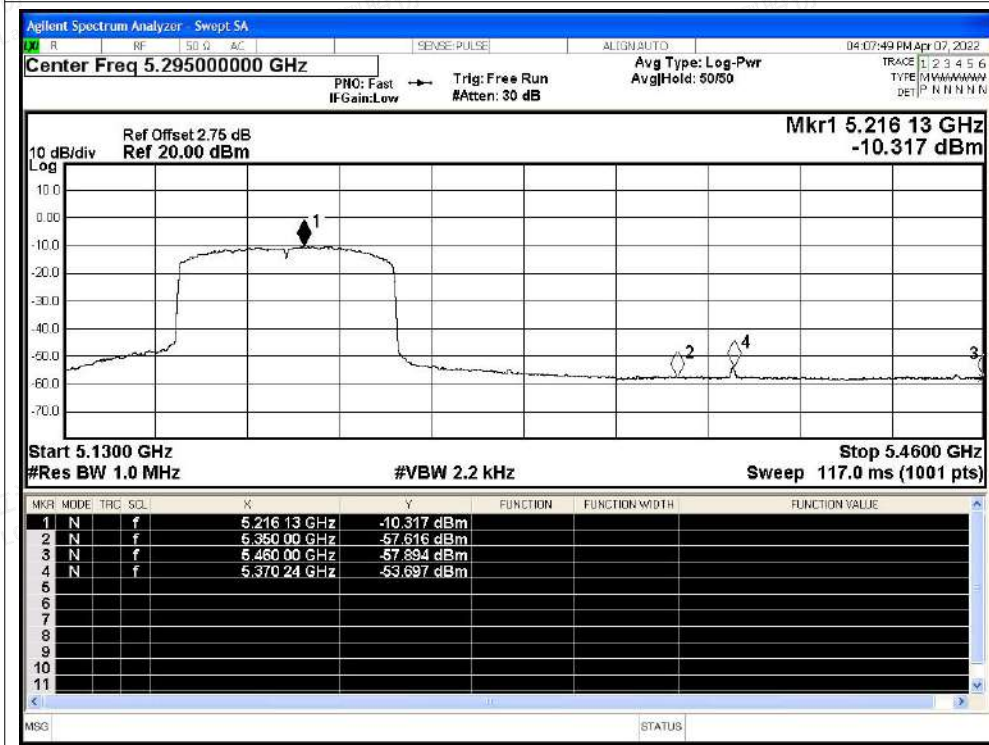 Agilent Spectrum Analyzer - Swept SA
LXI R RF 50 Ω AC SENSE:PULSE ALIGN AUTO 04:07:49 PM Apr 07, 2022
Center Freq 5.295000000 GHz Avg Type: Log-Pwr TRACE 1 2 3 4 5 6
PNO: Fast Trig: Free Run Avg|Hold: 50/50 TYPE M WWWWW
IFGain:Low #Atten: 30 dB DET P N N N N N
Mkr1 5.216 13 GHz
Ref Offset 2.75 dB
10 dB/div Ref 20.00 dBm -10.317 dBm
Log
10.0
0.00
1
-10.0
-20.0
-30.0
-40.0
2 4 3
-50.0
-60.0
-70.0
Start 5.1300 GHz Stop 5.4600 GHz
#Res BW 1.0 MHz #VBW 2.2 kHz Sweep 117.0 ms (1001 pts)
MKR MODE TRC SCL X Y FUNCTION FUNCTION WIDTH FUNCTION VALUE
1 N f 5.216 13 GHz -10.317 dBm
2 N f 5.350 00 GHz -57.616 dBm
3 N f 5.460 00 GHz -57.894 dBm
4 N f 5.370 24 GHz -53.697 dBm
5
6
7
8
9
10
11
MSG STATUS